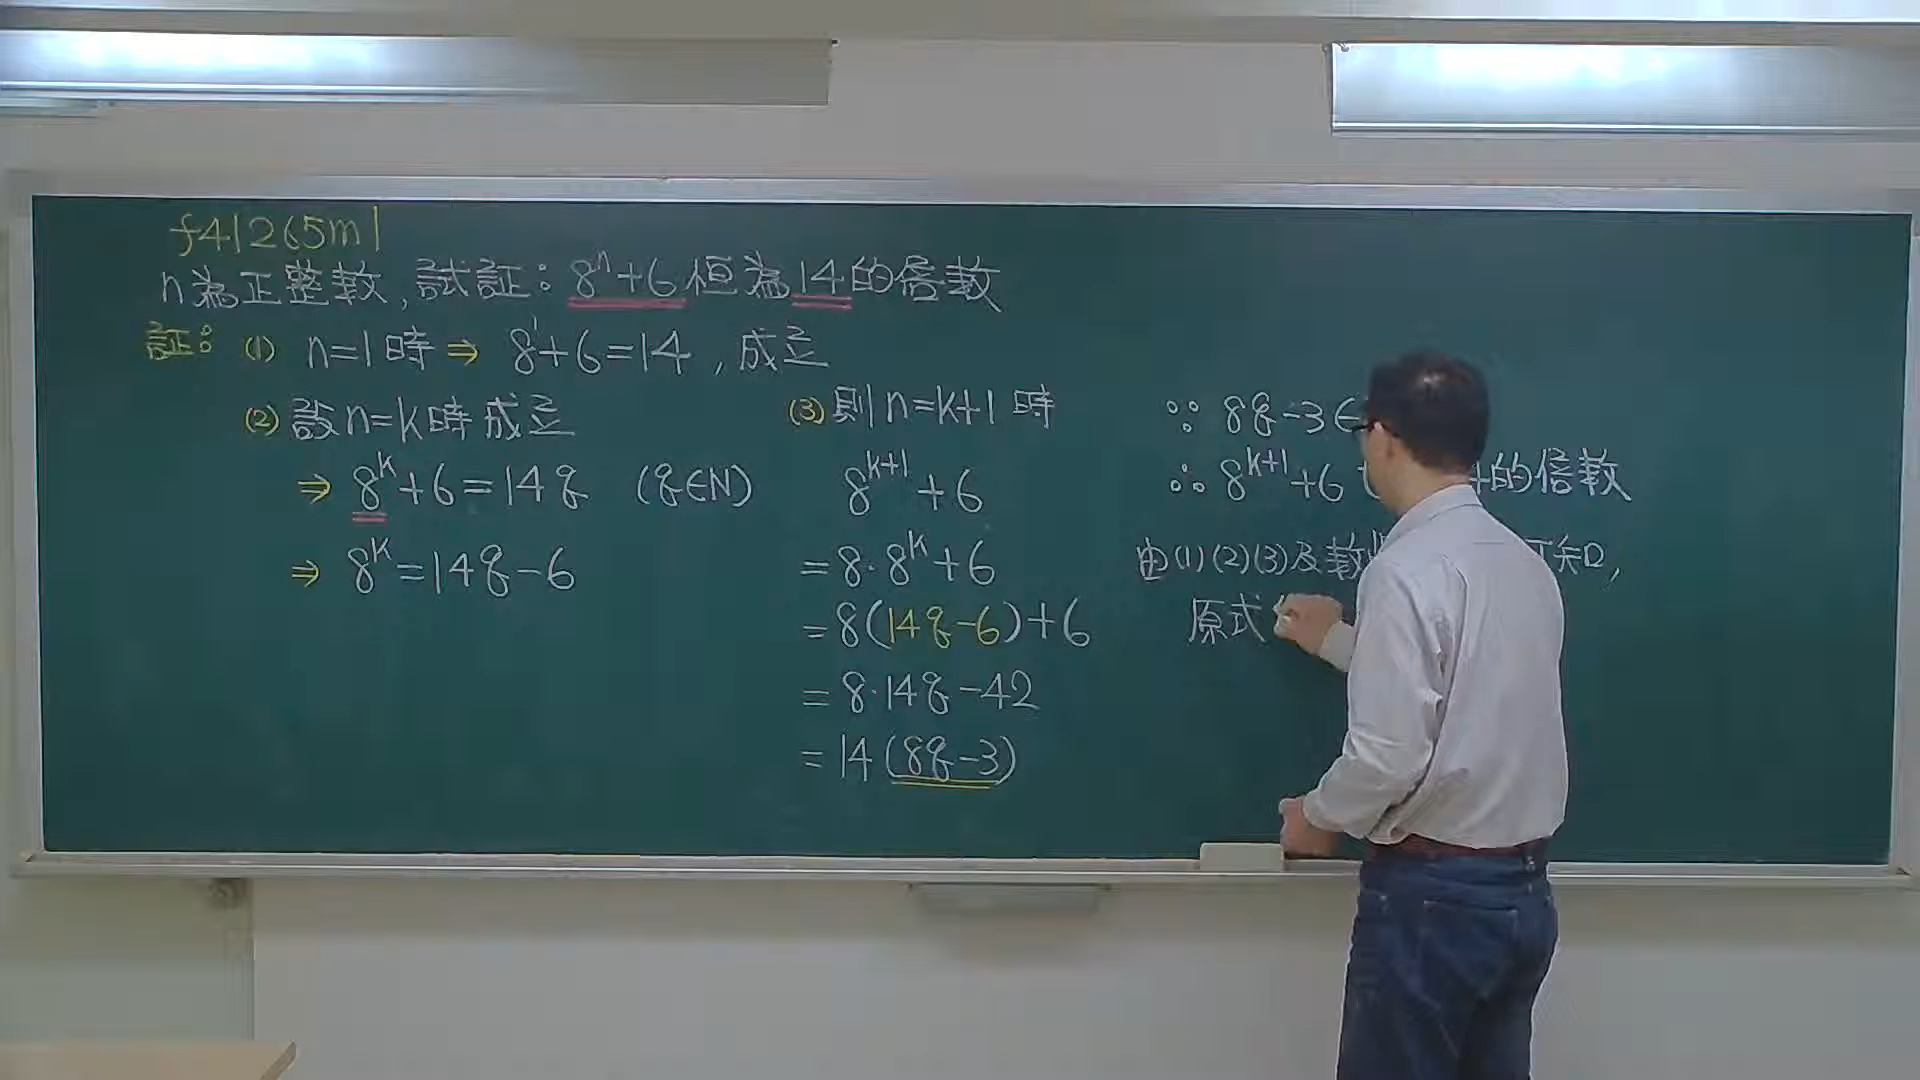 f41265m1
n為正整數,試証:8ⁿ+6恒為14的倍數
証:(1) n=1時⇒ 8¹+6=14,成立
(2) 設n=k時成立
⇒ 8ᵏ+6=14q (q∈N)
⇒ 8ᵏ=14q-6
(3) 則n=k+1時
8ᵏ⁺¹+6
=8·8ᵏ+6
=8(14q-6)+6
=8·14q-42
=14(8q-3)
∵ 8q-3∈
∴ 8ᵏ⁺¹+6 的倍數
由(1)(2)(3)及數 可知,
原式